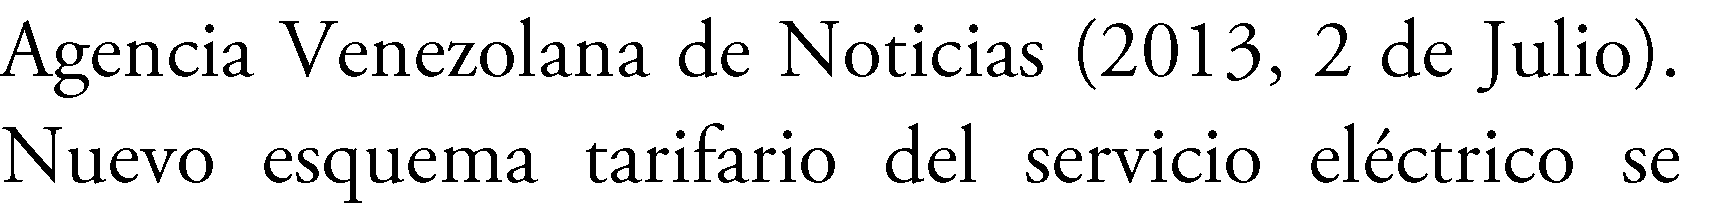 Agencia Venezolana de Noticias (2013, 2 de Julio).
Nuevo esquema tarifario del servicio eléctrico se